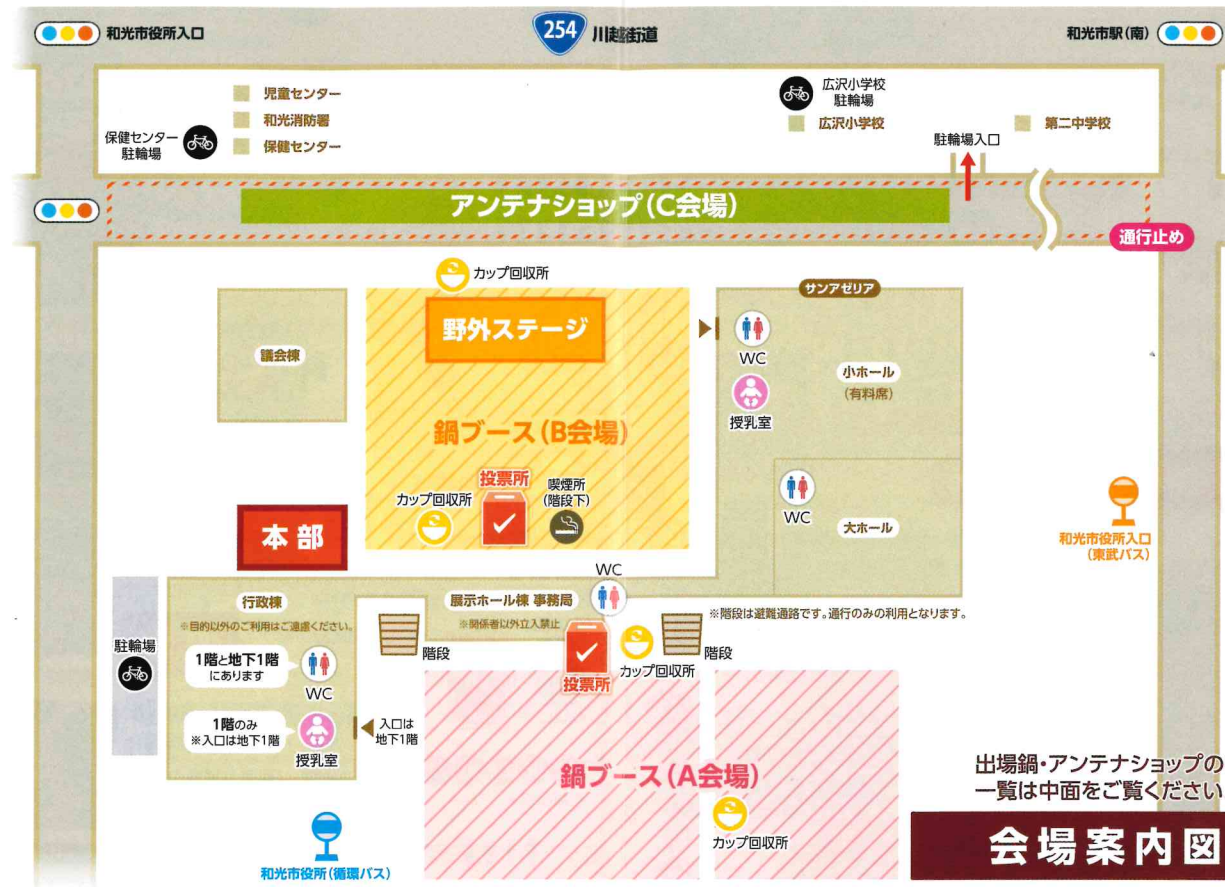 和光市役所入口
254
川越街道
和光市駅(南)
児童センター
和光消防署
保健センター
保健センター
駐輪場
広沢小学校
駐輪場
広沢小学校
駐輪場入口
第二中学校
アンテナショップ(C会場)
通行止め
カップ回収所
野外ステージ
サンアゼリア
議会棟
WC
小ホール
(有料席)
授乳室
鍋ブース(B会場)
投票所
カップ回収所
喫煙所
(階段下)
WC
大ホール
本部
和光市役所入口
(東武バス)
行政棟
※目的以外のご利用はご遠慮ください。
展示ホール棟 事務局
※関係者以外立入禁止
WC
※階段は避難通路です。通行のみの利用となります。
駐輪場
1階と地下1階
にあります
WC
階段
投票所
カップ回収所
階段
1階のみ
※入口は地下1階
授乳室
入口は
地下1階
鍋ブース(A会場)
カップ回収所
出場鍋・アンテナショップの
一覧は中面をご覧ください
会場案内図
和光市役所(循環バス)